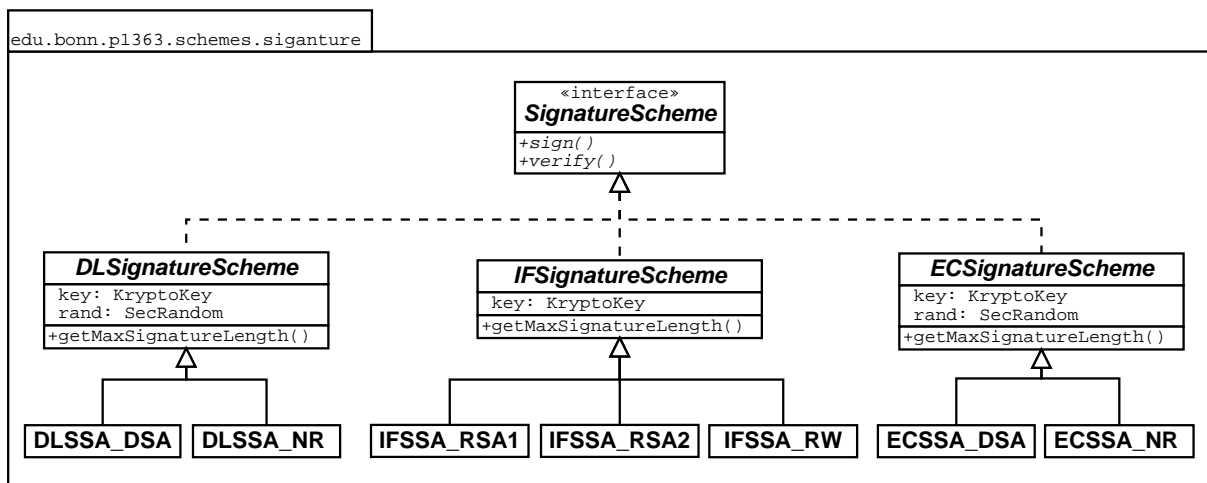 edu.bonn.p1363.schemes.siganture
«interface»
SignatureScheme
+sign()
+verify()
DLSignatureScheme
key: KryptoKey
rand: SecRandom
+getMaxSignatureLength()
IFSignatureScheme
key: KryptoKey
+getMaxSignatureLength()
ECSignatureScheme
key: KryptoKey
rand: SecRandom
+getMaxSignatureLength()
DLSSA_DSA
DLSSA_NR
IFSSA_RSA1
IFSSA_RSA2
IFSSA_RW
ECSSA_DSA
ECSSA_NR